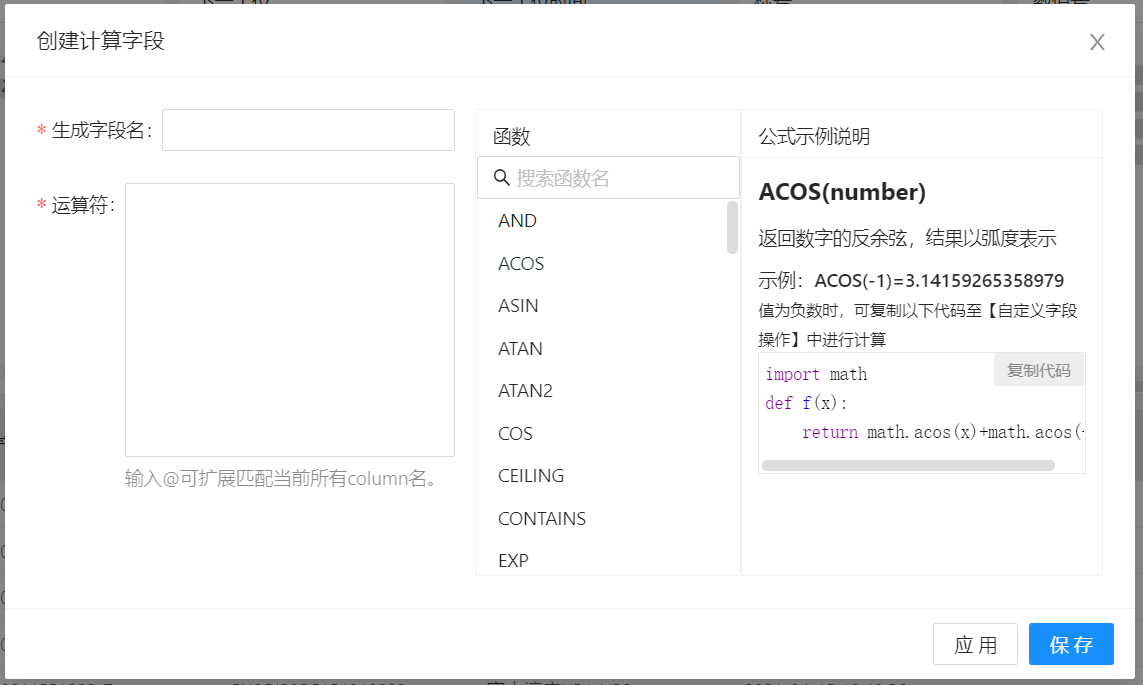 创建计算字段
X
* 生成字段名：
* 运算符：
输入@可扩展匹配当前所有column名。
函数
搜索函数名
AND
ACOS
ASIN
ATAN
ATAN2
COS
CEILING
CONTAINS
EXP
公式示例说明
ACOS(number)
返回数字的反余弦，结果以弧度表示
示例：ACOS(-1)=3.14159265358979
值为负数时，可复制以下代码至【自定义字段
操作】中进行计算
复制代码
import math
def f(x):
return math.acos(x)+math.acos(-
应 用
保 存